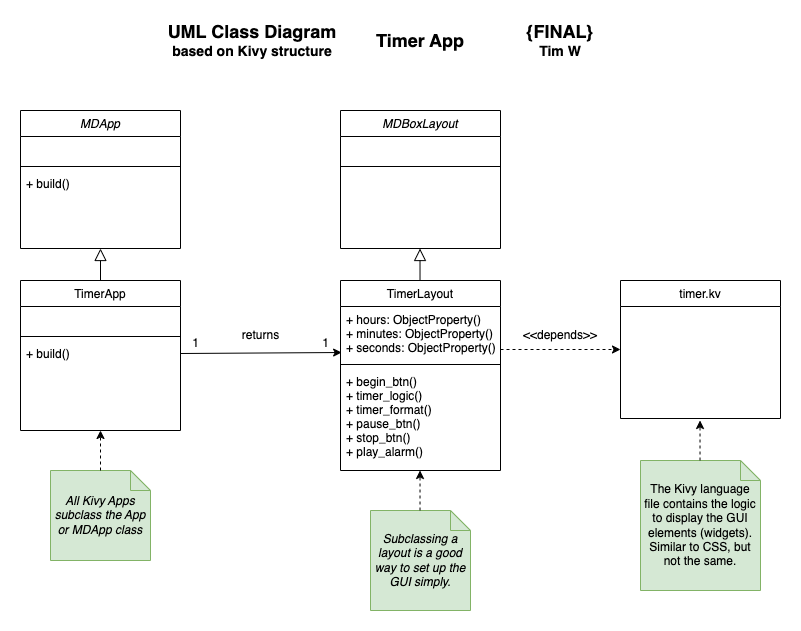 UML Class Diagram
based on Kivy structure
Timer App
{FINAL}
Tim W
MDApp
+ build()
MDBoxLayout
TimerApp
+ build()
1
returns
1
TimerLayout
+ hours: ObjectProperty()
+ minutes: ObjectProperty()
+ seconds: ObjectProperty()
+ begin_btn()
+ timer_logic()
+ timer_format()
+ pause_btn()
+ stop_btn()
+ play_alarm()
<<depends>>
timer.kv
All Kivy Apps
subclass the App
or MDApp class
Subclassing a
layout is a good
way to set up the
GUI simply.
The Kivy language
file contains the logic
to display the GUI
elements (widgets).
Similar to CSS, but
not the same.